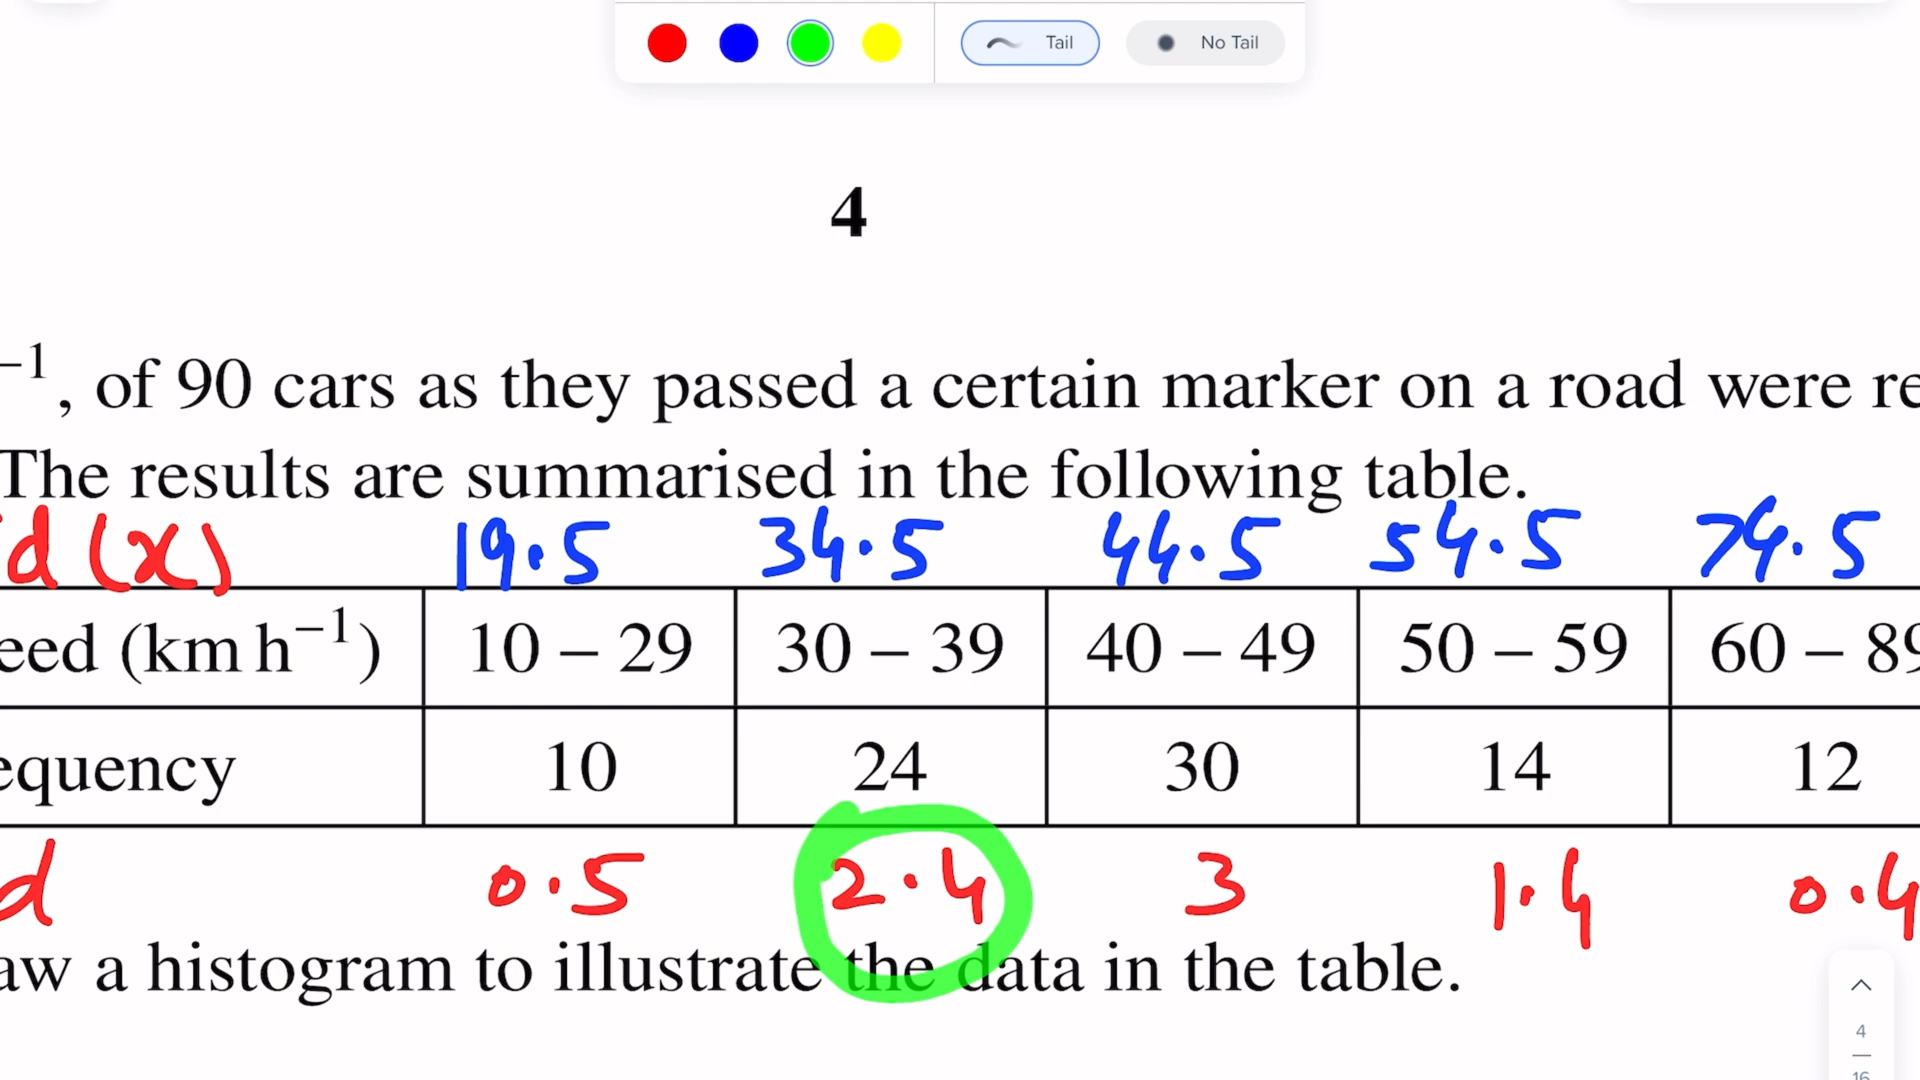 Tail No Tail
4
−1, of 90 cars as they passed a certain marker on a road were re
The results are summarised in the following table.
d (x) 19.5 34.5 44.5 54.5 74.5
eed (km h−1) 10 – 29 30 – 39 40 – 49 50 – 59 60 – 89
equency 10 24 30 14 12
d 0.5 2.4 3 1.4 0.4
aw a histogram to illustrate the data in the table.
4
16